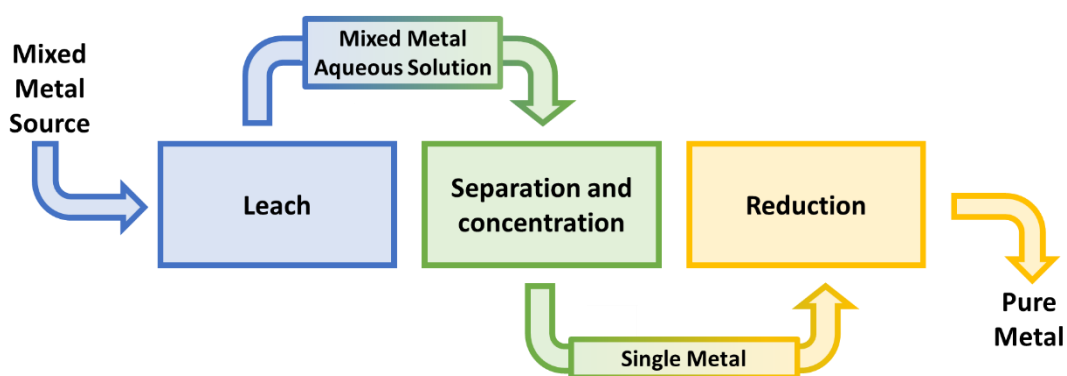 Mixed
Metal
Source
Leach
Mixed Metal
Aqueous Solution
Separation and
concentration
Single Metal
Reduction
Pure
Metal